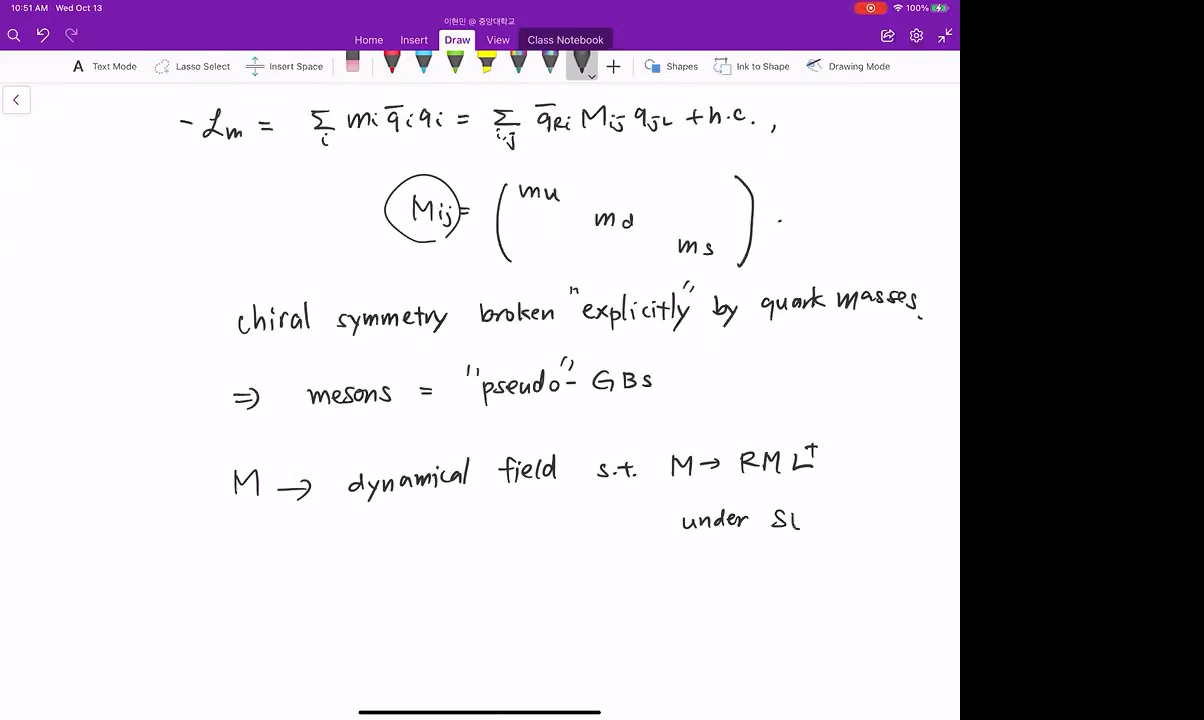 10:51 AM Wed Oct 13
100%
이현민 @ 중앙대학교
Home Insert Draw View Class Notebook
Text Mode Lasso Select Insert Space Shapes Ink to Shape Drawing Mode
- ℒm = Σ_i mi q̄i qi = Σ_{i,j} q̄Ri Mij qjL + h.c. ,
Mij = ( mu md ms ) .
chiral symmetry broken "explicitly" by quark masses.
⇒ mesons = "pseudo"- GBs
M → dynamical field s.t. M → R M L†
under SU